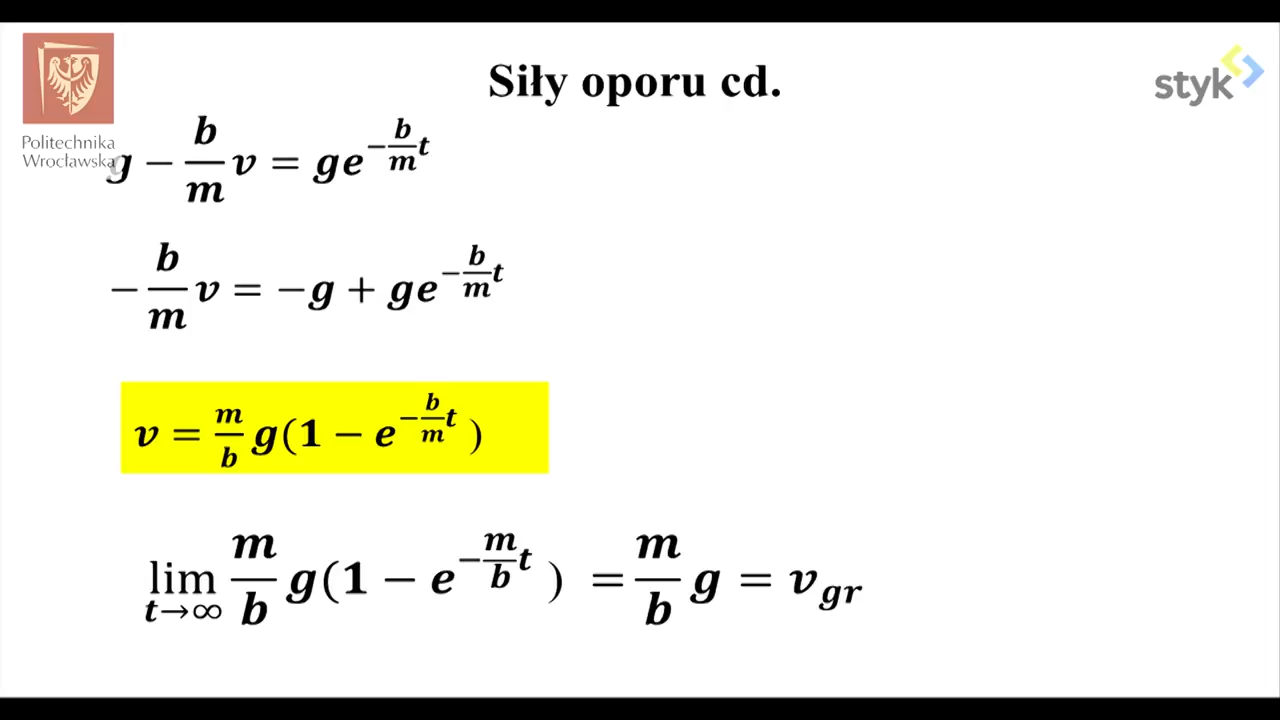 Siły oporu cd.
styk
Politechnika
Wrocławska
g − b/m v = ge^(−b/m t)
−b/m v = −g + ge^(−b/m t)
v = m/b g(1 − e^(−b/m t))
lim t→∞ m/b g(1 − e^(−m/b t)) = m/b g = v_gr